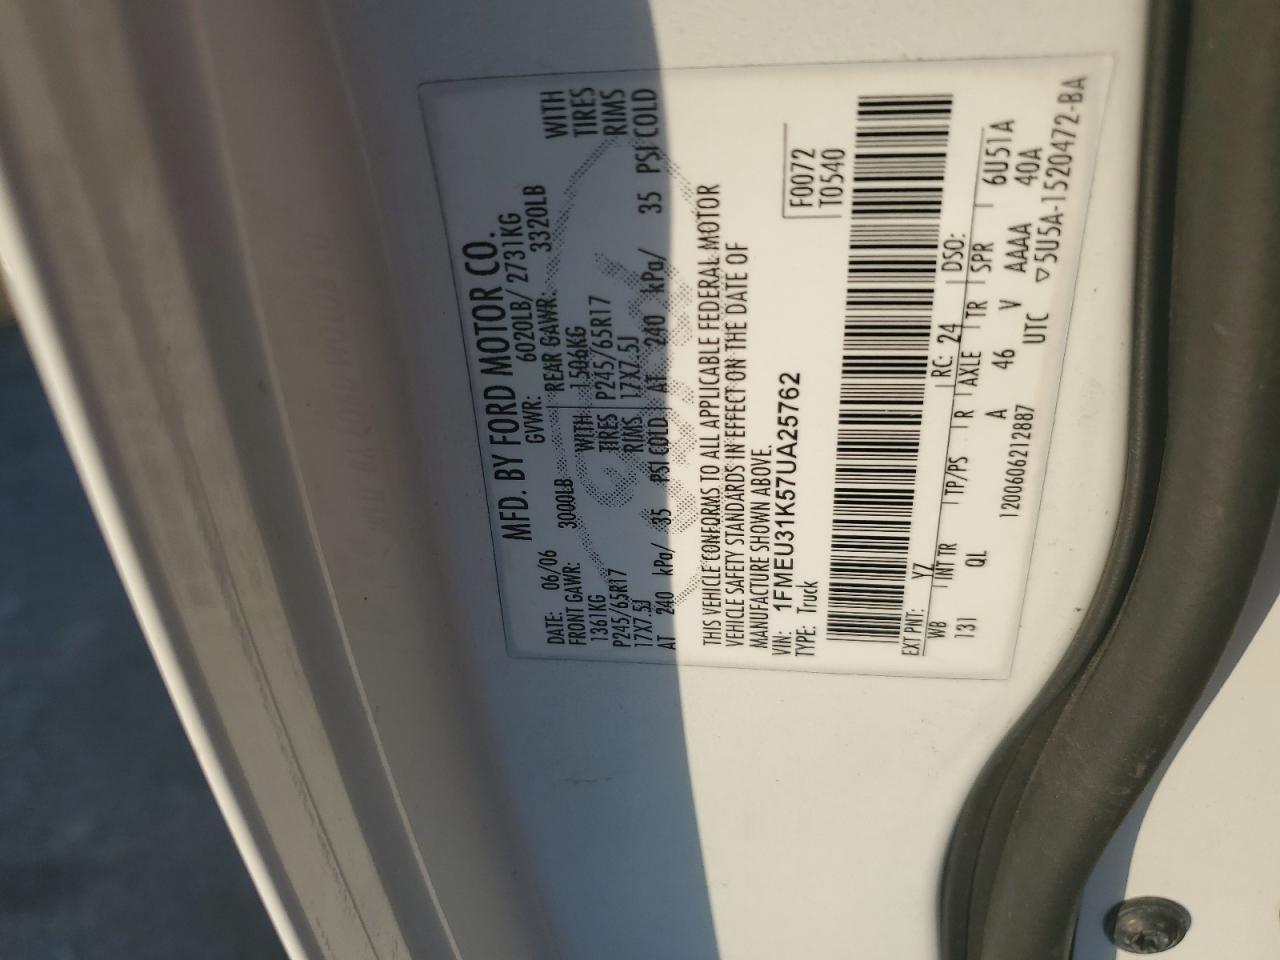 MFD. BY FORD MOTOR CO.
DATE: 06/06 GVWR: 6020LB/ 2731KG
FRONT GAWR: 3000LB REAR GAWR: 3320LB
1361KG WITH 1506KG WITH
P245/65R17 TIRES P245/65R17 TIRES
17X7.5J RIMS 17X7.5J RIMS
AT 240 kPa/ 35 PSI COLD AT 240 kPa/ 35 PSI COLD
THIS VEHICLE CONFORMS TO ALL APPLICABLE FEDERAL MOTOR
VEHICLE SAFETY STANDARDS IN EFFECT ON THE DATE OF
MANUFACTURE SHOWN ABOVE.
VIN: 1FMEU31K57UA25762
TYPE: Truck
F0072
T0540
EXT PNT: YZ RC: 24 DSO:
WB INT TR TP/PS R AXLE TR SPR 6U51A
131 QL A 46 V AAAA 40A
1200606212887 UTC ▽5U5A-1520472-BA